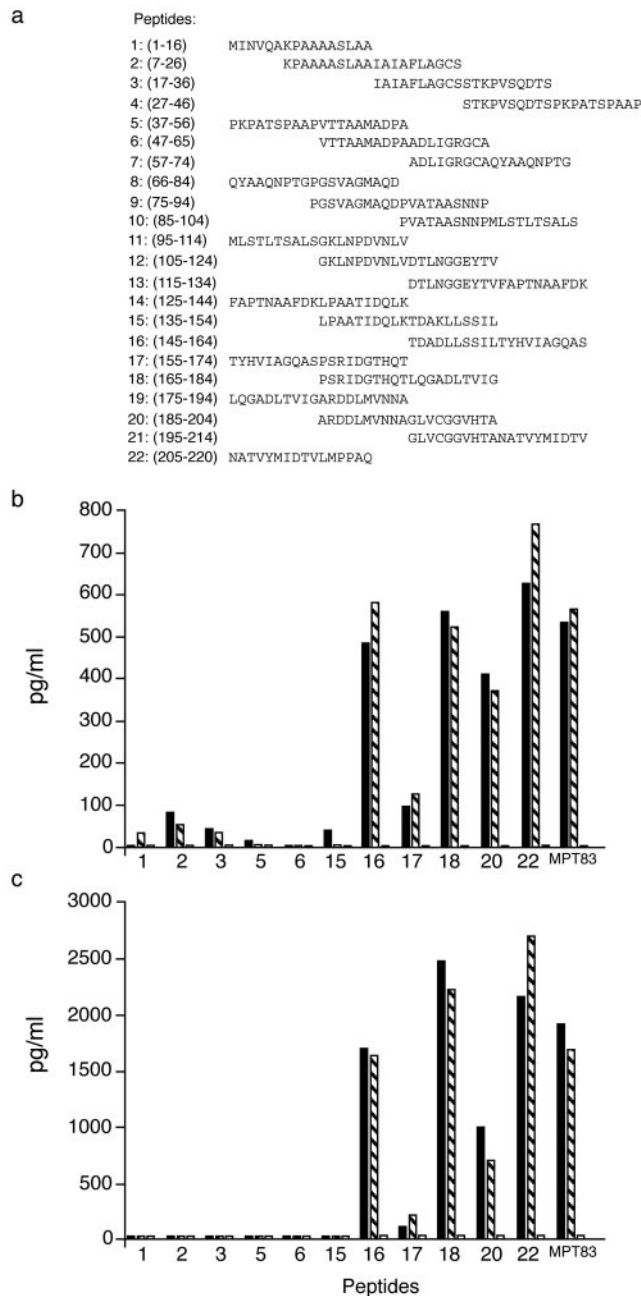 a
Peptides:
1: (1-16) MINVQAKPAAAASLAA
2: (7-26) KPAAAASLAAIAIAFLAGCS
3: (17-36) IAIAFLAGCSSTKPVSQDTS
4: (27-46) STKPVSQDTSPKPATSPAAP
5: (37-56) PKPATSPAAPVTTAAMADPA
6: (47-65) VTTAAMADPAADLIGRGCA
7: (57-74) ADLIGRGCAQYAAQNPTG
8: (66-84) QYAAQNPTGPGSVAGMAQD
9: (75-94) PGSVAGMAQDPVATAASNNP
10: (85-104) PVATAASNNPMLSTLTSALS
11: (95-114) MLSTLTSALSGKLNPDVNLV
12: (105-124) GKLNPDVNLVDTLNGGEYTV
13: (115-134) DTLNGGEYTVFAPTNAAFDK
14: (125-144) FAPTNAAFDKLPAATIDQLK
15: (135-154) LPAATIDQLKTDAKLLSSIL
16: (145-164) TDADLLSSILTYHVIAGQAS
17: (155-174) TYHVIAGQASPSRIDGTHQT
18: (165-184) PSRIDGTHQTLQGADLTVIG
19: (175-194) LQGADLTVIGARDDLMVNNA
20: (185-204) ARDDLMVNNAGLVCGGVHTA
21: (195-214) GLVCGGVHTANATVYMIDTV
22: (205-220) NATVYMIDTVLMPPAQ
b
pg/ml
800
700
600
500
400
300
200
100
0
1 2 3 5 6 15 16 17 18 20 22 MPT83
c
pg/ml
3000
2500
2000
1500
1000
500
0
1 2 3 5 6 15 16 17 18 20 22 MPT83
Peptides